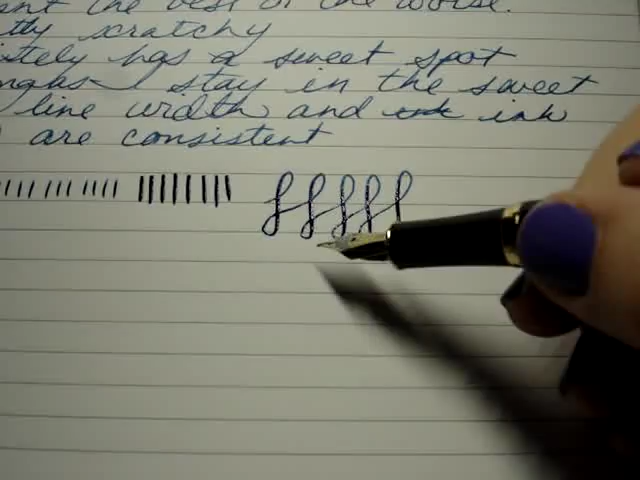 the best of the worse.
scratchy
has a sweet spot
I stay in the sweet
line width and ink
are consistent